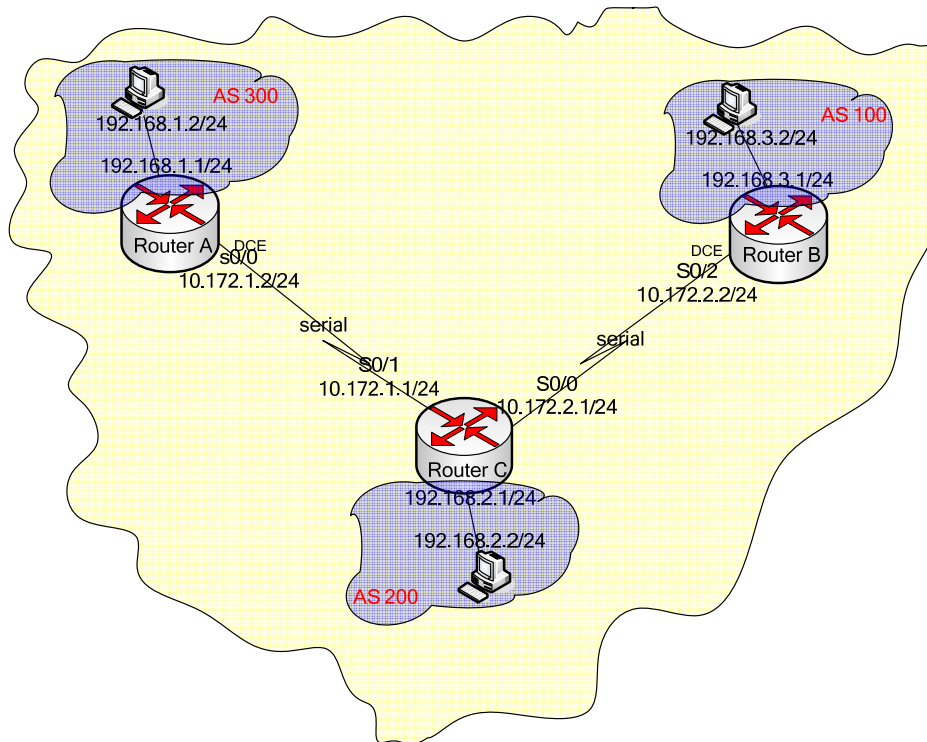 AS 300
192.168.1.2/24
192.168.1.1/24
Router A
DCE
s0/0
10.172.1.2/24
AS 100
192.168.3.2/24
192.168.3.1/24
Router B
DCE
S0/2
10.172.2.2/24
serial
serial
S0/1
10.172.1.1/24
S0/0
10.172.2.1/24
Router C
192.168.2.1/24
192.168.2.2/24
AS 200